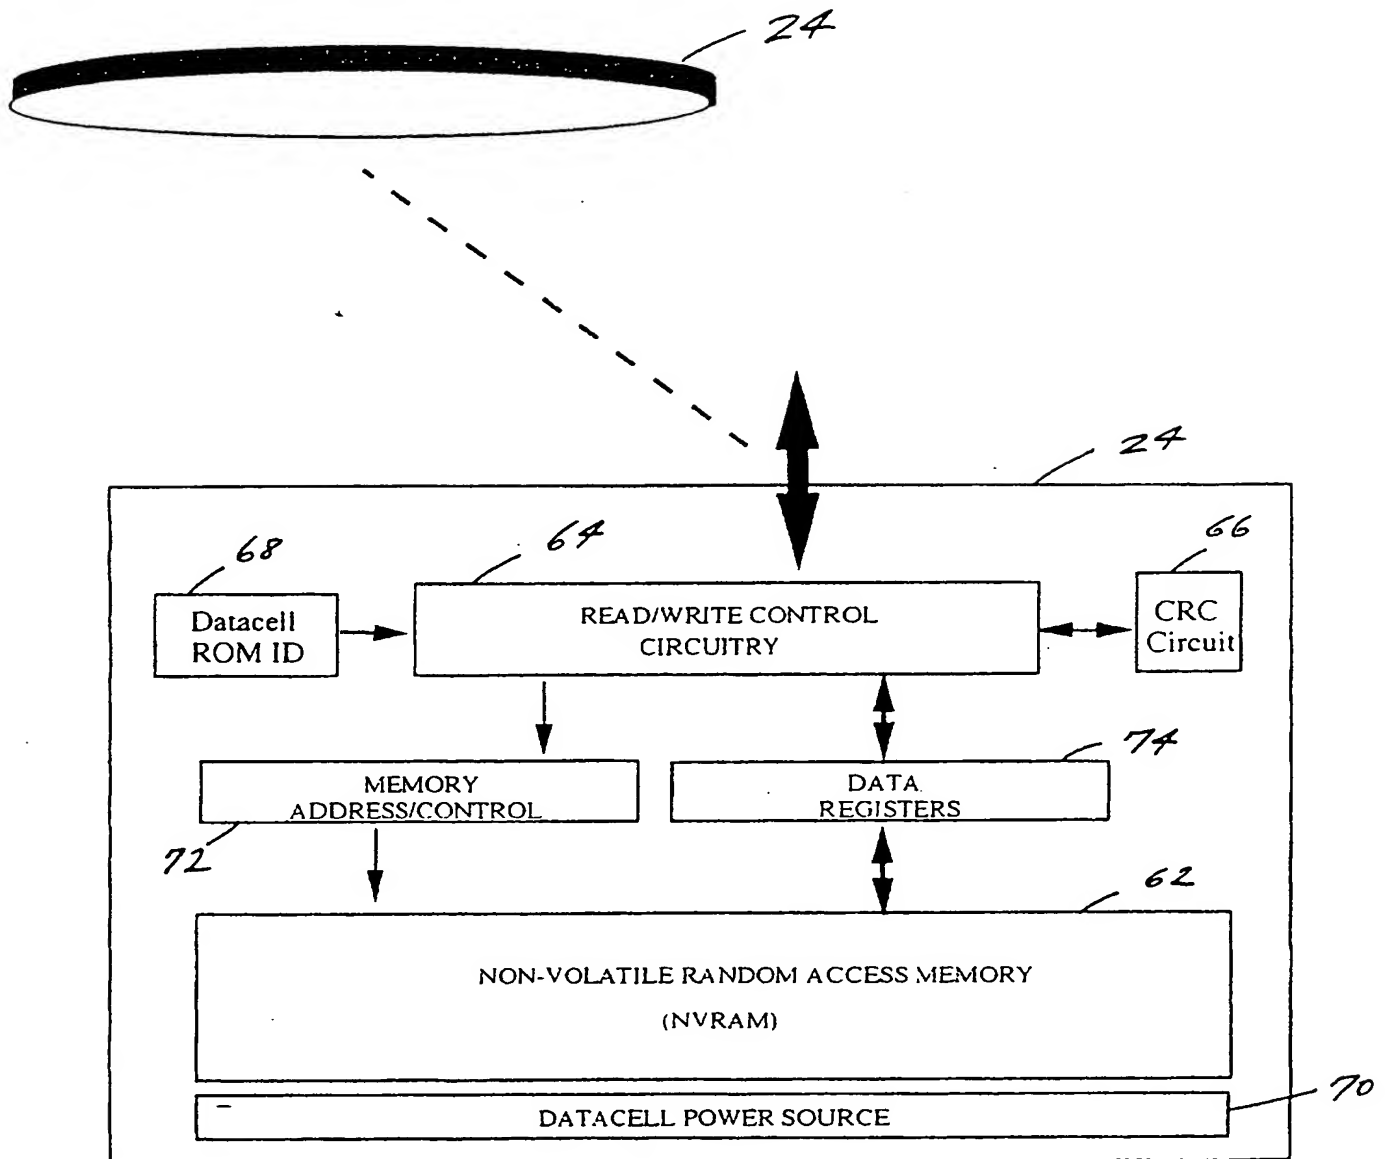 24
24
68
64
66
Datacell
ROM ID
READ/WRITE CONTROL
CIRCUITRY
CRC
Circuit
74
MEMORY
ADDRESS/CONTROL
DATA
REGISTERS
72
62
NON-VOLATILE RANDOM ACCESS MEMORY
(NVRAM)
70
DATACELL POWER SOURCE